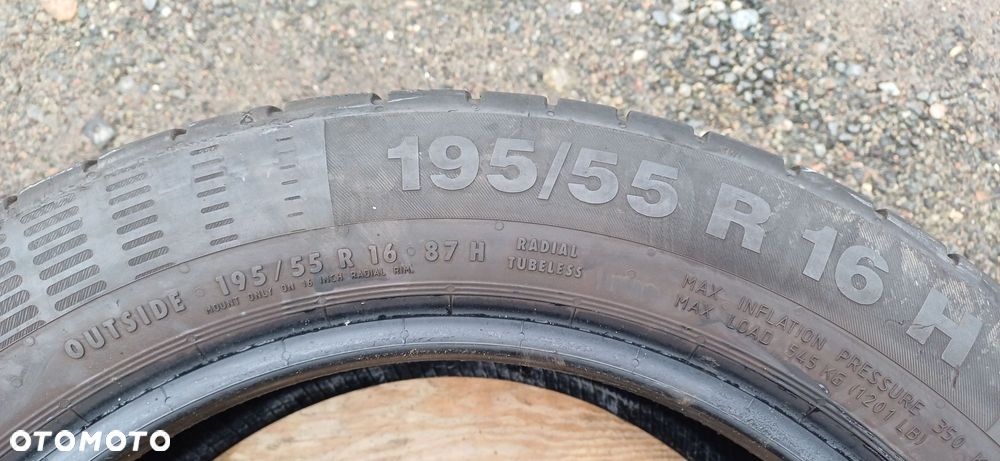 195/55 R 16 H
OUTSIDE · 195/55 R 16 · 87 H
MOUNT ONLY ON 16 INCH RADIAL RIM.
RADIAL
TUBELESS
MAX INFLATION PRESSURE 350
MAX LOAD 545 KG (1201 LB)
OTOMOTO